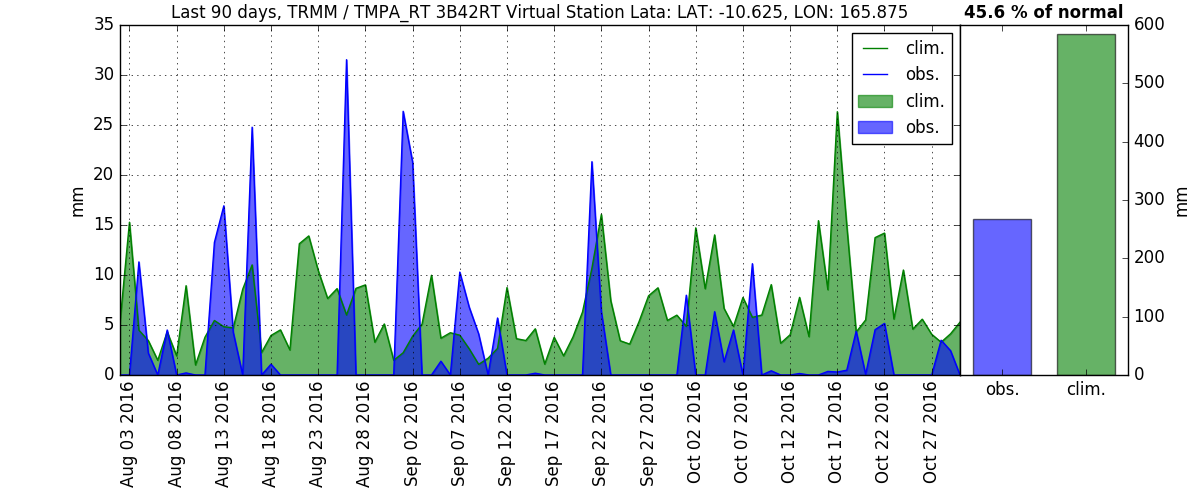 Last 90 days, TRMM / TMPA_RT 3B42RT Virtual Station Lata: LAT: -10.625, LON: 165.875
45.6 % of normal
35
30
25
20
15
10
5
0
mm
clim.
obs.
clim.
obs.
Aug 03 2016
Aug 08 2016
Aug 13 2016
Aug 18 2016
Aug 23 2016
Aug 28 2016
Sep 02 2016
Sep 07 2016
Sep 12 2016
Sep 17 2016
Sep 22 2016
Sep 27 2016
Oct 02 2016
Oct 07 2016
Oct 12 2016
Oct 17 2016
Oct 22 2016
Oct 27 2016
600
500
400
300
200
100
0
mm
obs.
clim.